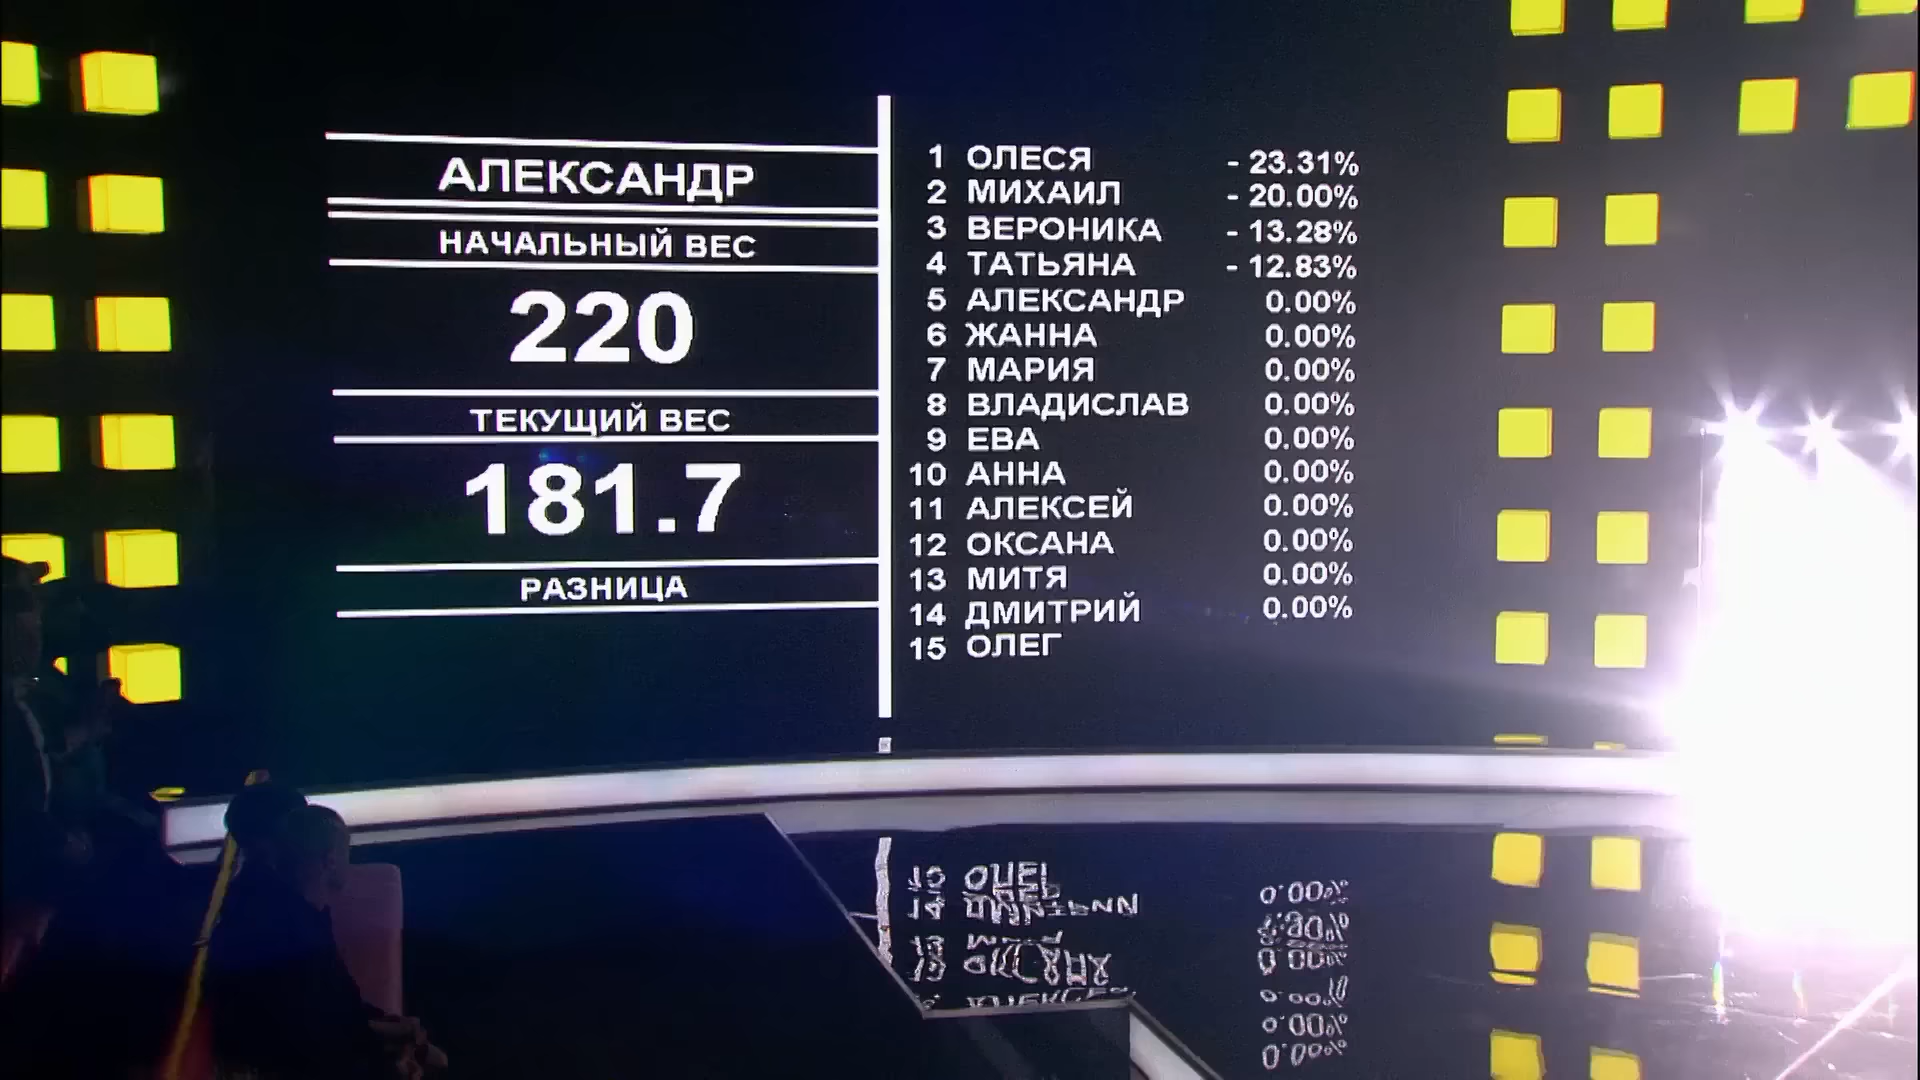 АЛЕКСАНДР
НАЧАЛЬНЫЙ ВЕС
220
ТЕКУЩИЙ ВЕС
181.7
РАЗНИЦА
1 ОЛЕСЯ - 23.31%
2 МИХАИЛ - 20.00%
3 ВЕРОНИКА - 13.28%
4 ТАТЬЯНА - 12.83%
5 АЛЕКСАНДР 0.00%
6 ЖАННА 0.00%
7 МАРИЯ 0.00%
8 ВЛАДИСЛАВ 0.00%
9 ЕВА 0.00%
10 АННА 0.00%
11 АЛЕКСЕЙ 0.00%
12 ОКСАНА 0.00%
13 МИТЯ 0.00%
14 ДМИТРИЙ 0.00%
15 ОЛЕГ